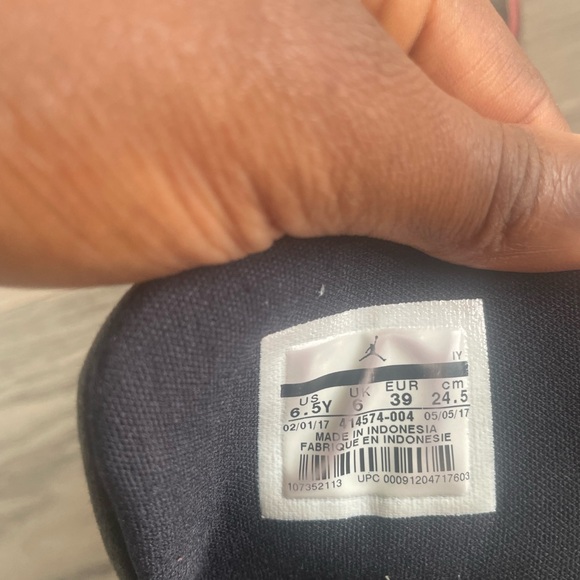 IY
US UK EUR cm
6.5Y 6 39 24.5
02/01/17 414574-004 05/05/17
MADE IN INDONESIA
FABRIQUE EN INDONESIE
107352113 UPC 00091204717603